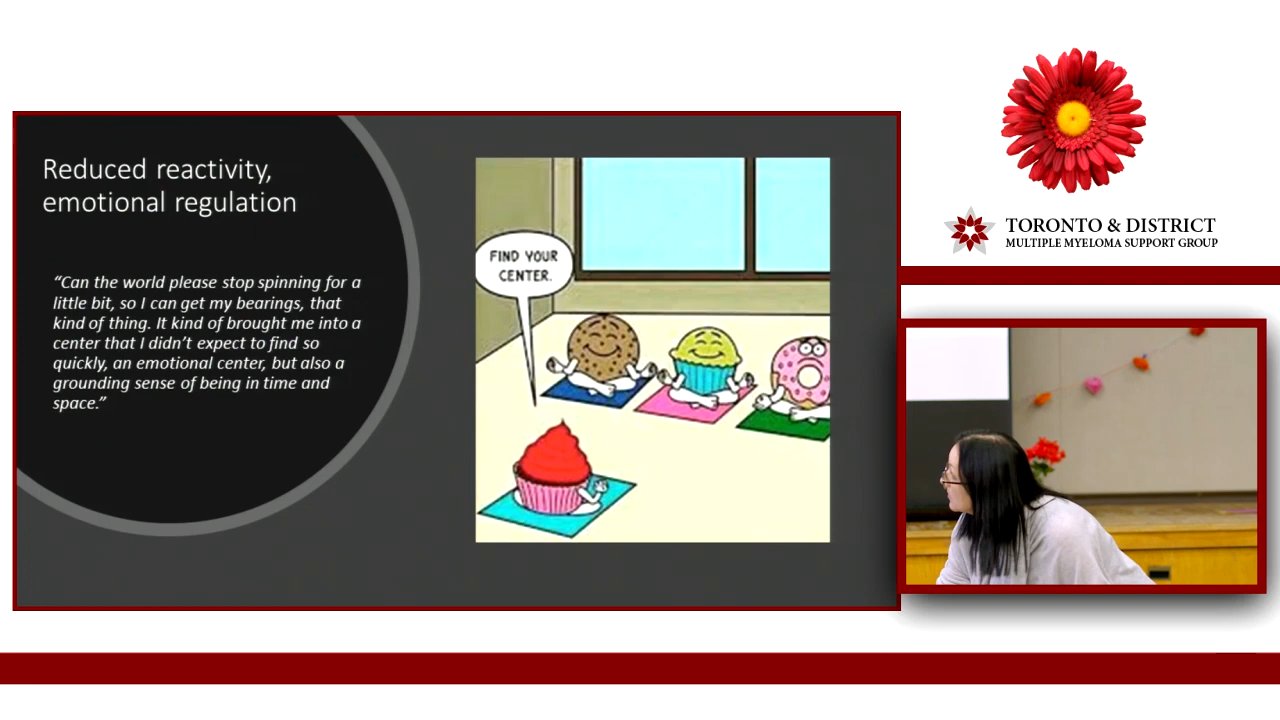 Reduced reactivity,
emotional regulation
“Can the world please stop spinning for a
little bit, so I can get my bearings, that
kind of thing. It kind of brought me into a
center that I didn’t expect to find so
quickly, an emotional center, but also a
grounding sense of being in time and
space.”
FIND YOUR
CENTER.
TORONTO & DISTRICT
MULTIPLE MYELOMA SUPPORT GROUP